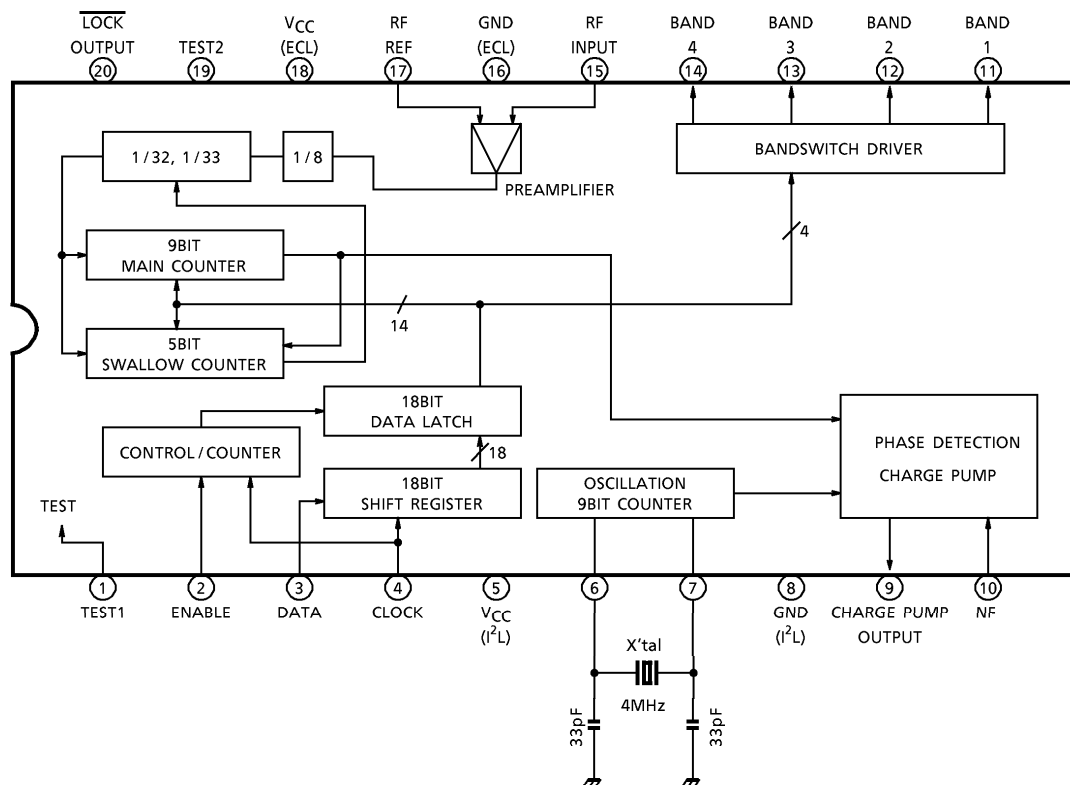 LOCK
OUTPUT
20
TEST2
19
VCC
(ECL)
18
RF
REF
17
GND
(ECL)
16
RF
INPUT
15
BAND
4
14
BAND
3
13
BAND
2
12
BAND
1
11
1/32, 1/33
1/8
PREAMPLIFIER
BANDSWITCH DRIVER
4
9BIT
MAIN COUNTER
14
5BIT
SWALLOW COUNTER
18BIT
DATA LATCH
18
CONTROL/COUNTER
18BIT
SHIFT REGISTER
OSCILLATION
9BIT COUNTER
PHASE DETECTION
CHARGE PUMP
TEST
1
TEST1
2
ENABLE
3
DATA
4
CLOCK
5
VCC
(I²L)
6
7
8
GND
(I²L)
9
CHARGE PUMP
OUTPUT
10
NF
X'tal
4MHz
33pF
33pF